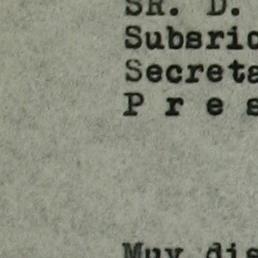 SR. D.
Subsric
Secreta
P r e s
Muy dis